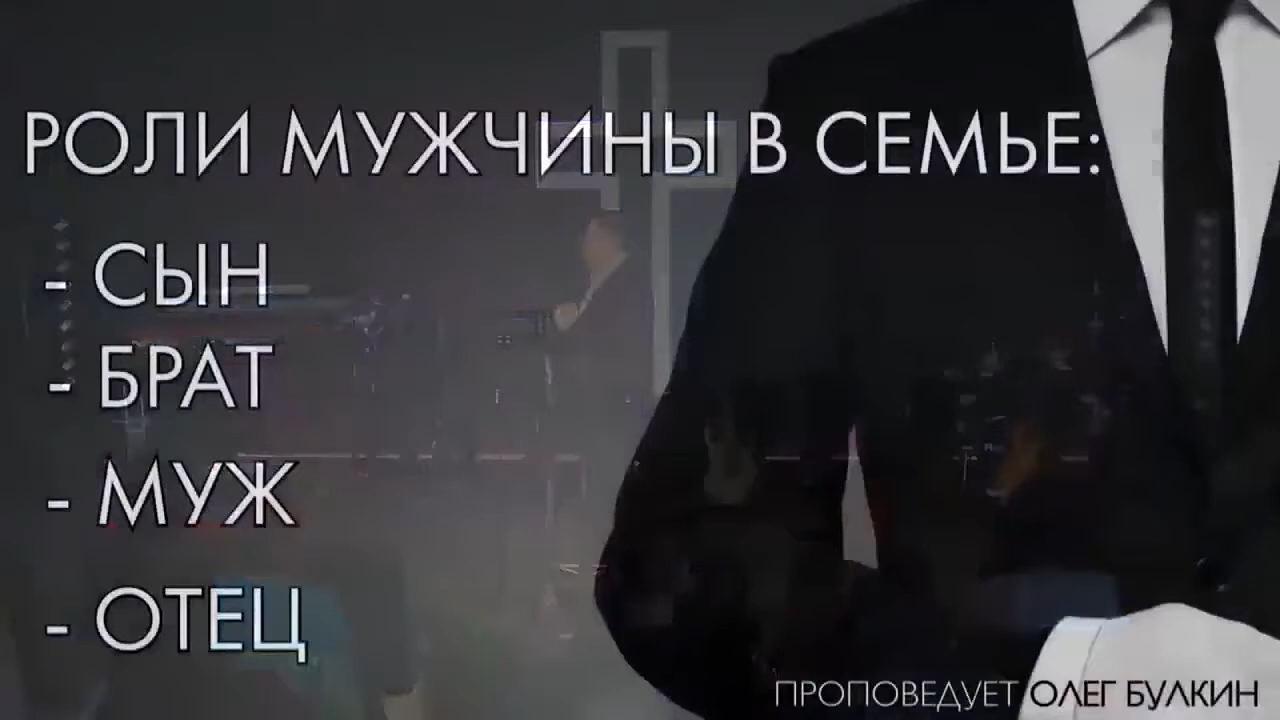 РОЛИ МУЖЧИНЫ В СЕМЬЕ:
- СЫН
- БРАТ
- МУЖ
- ОТЕЦ
ПРОПОВЕДУЕТ ОЛЕГ БУЛКИН